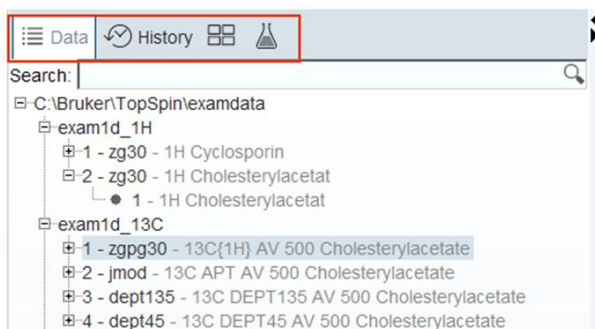 Data History
Search:
C:\Bruker\TopSpin\examdata
exam1d_1H
1 - zg30 - 1H Cyclosporin
2 - zg30 - 1H Cholesterylacetat
1 - 1H Cholesterylacetat
exam1d_13C
1 - zgpg30 - 13C{1H} AV 500 Cholesterylacetate
2 - jmod - 13C APT AV 500 Cholesterylacetate
3 - dept135 - 13C DEPT135 AV 500 Cholesterylacetate
4 - dept45 - 13C DEPT45 AV 500 Cholesterylacetate